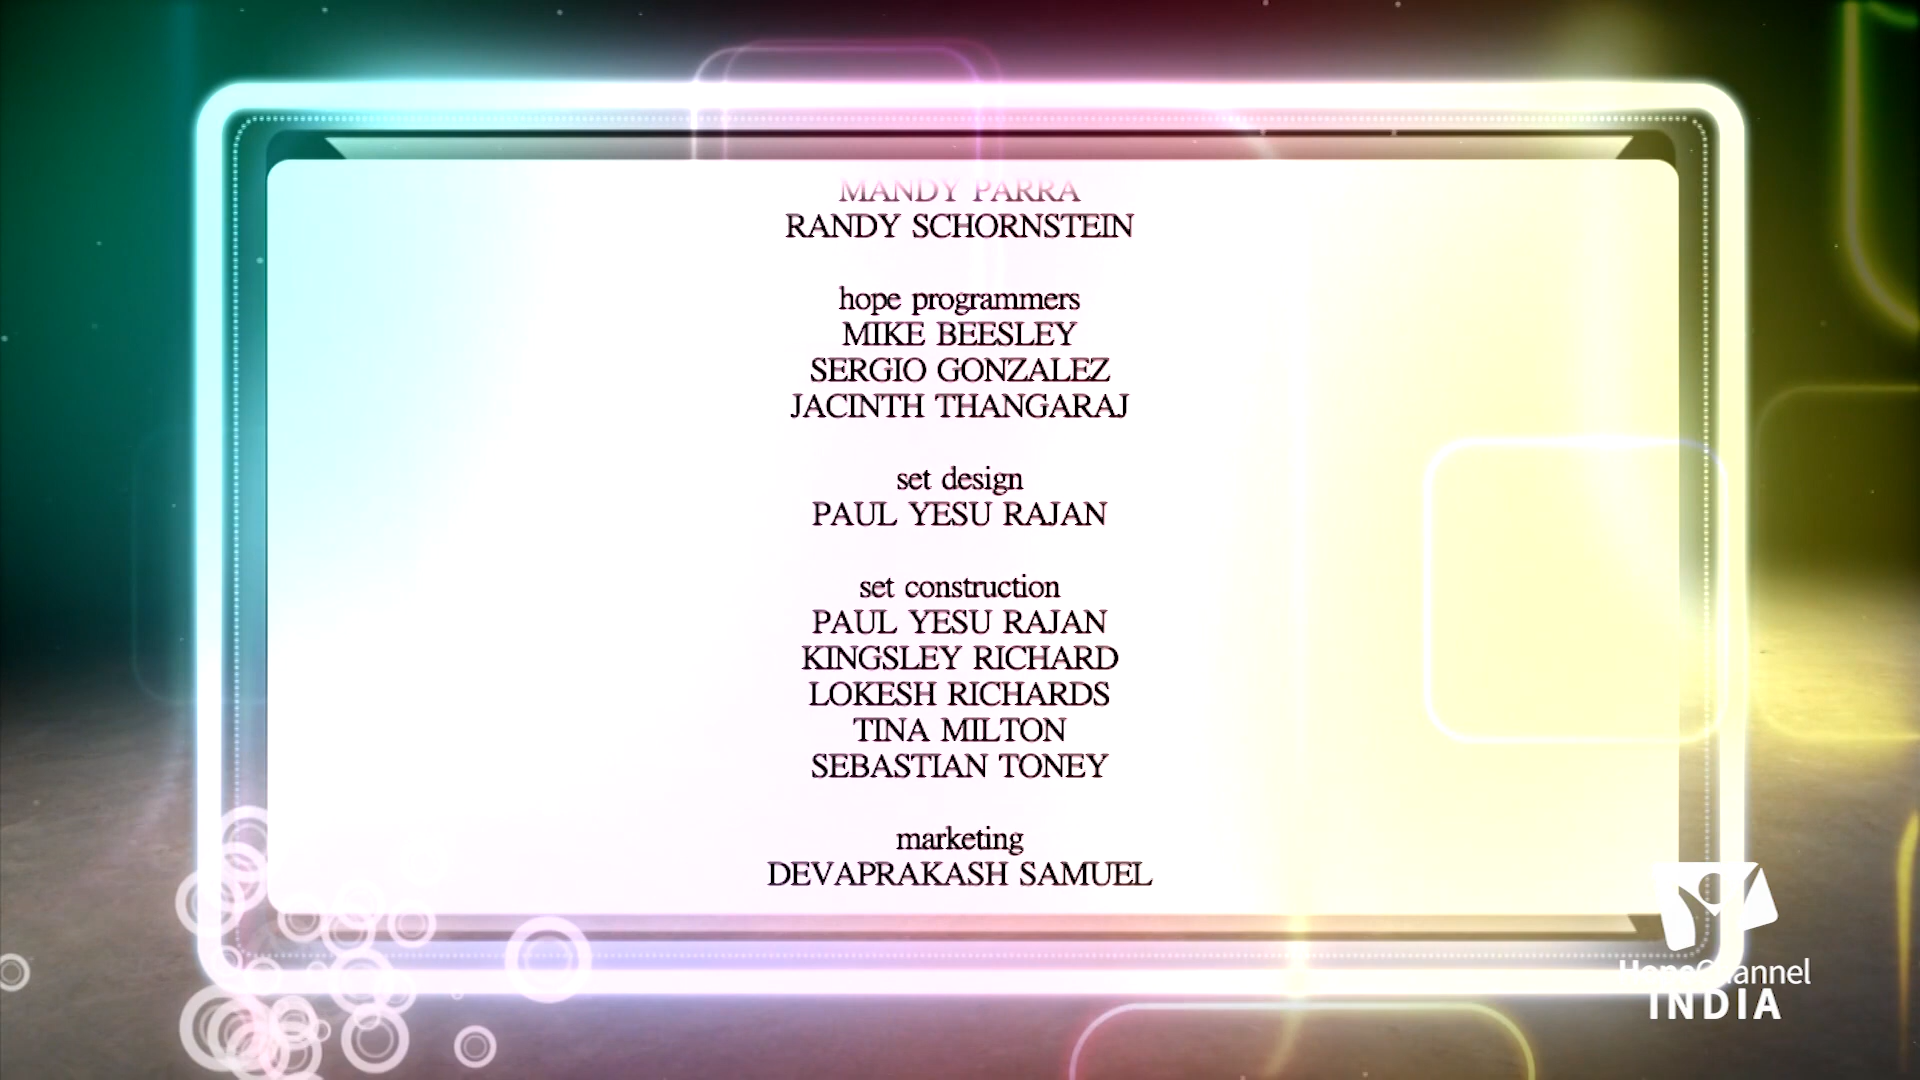 MANDY PARRA
RANDY SCHORNSTEIN
hope programmers
MIKE BEESLEY
SERGIO GONZALEZ
JACINTH THANGARAJ
set design
PAUL YESU RAJAN
set construction
PAUL YESU RAJAN
KINGSLEY RICHARD
LOKESH RICHARDS
TINA MILTON
SEBASTIAN TONEY
marketing
DEVAPRAKASH SAMUEL
HopeChannel
INDIA